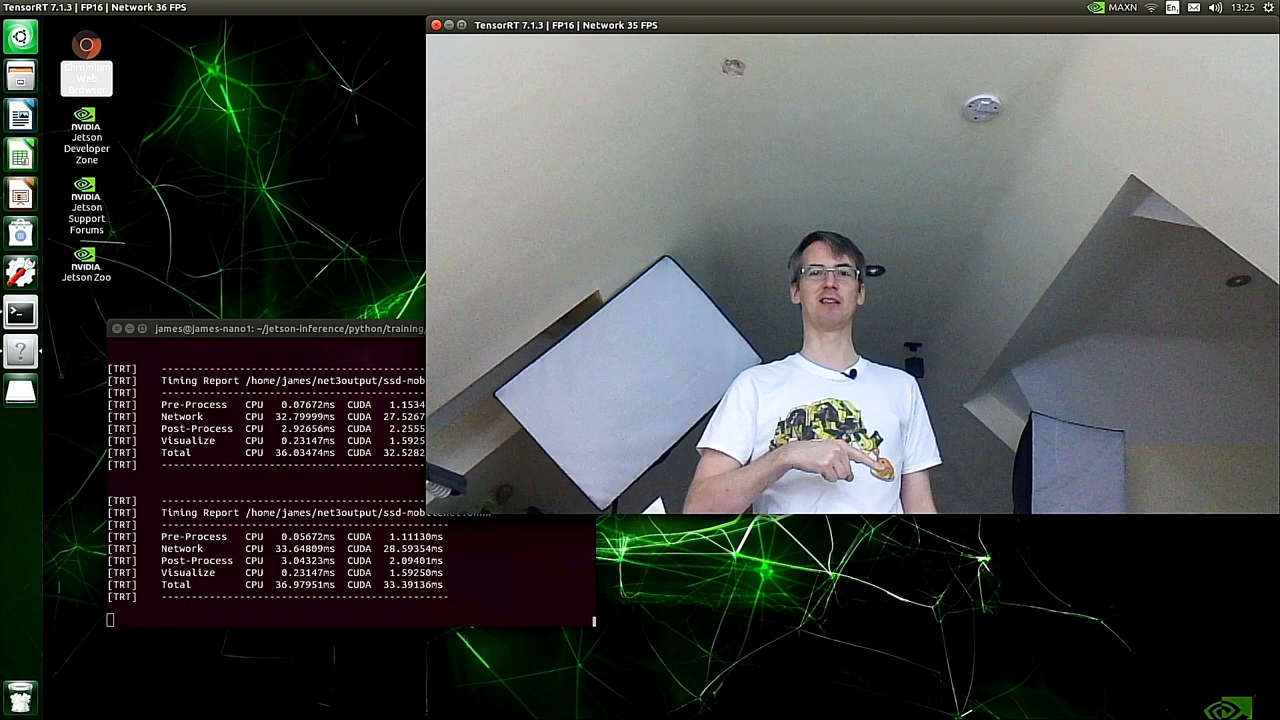 TensorRT 7.1.3 | FP16 | Network 36 FPS
MAXN
En
13:25
TensorRT 7.1.3 | FP16 | Network 35 FPS
Chromium
Web
Browser
NVIDIA.
Jetson
Developer
Zone
NVIDIA.
Jetson
Support
Forums
NVIDIA.
Jetson Zoo
james@james-nano1: ~/jetson-inference/python/training/
[TRT] ------------------------------------------------
[TRT] Timing Report /home/james/net3output/ssd-mob
[TRT] ------------------------------------------------
[TRT] Pre-Process CPU 0.07672ms CUDA 1.1534
[TRT] Network CPU 32.79999ms CUDA 27.5267
[TRT] Post-Process CPU 2.92656ms CUDA 2.2555
[TRT] Visualize CPU 0.23147ms CUDA 1.5925
[TRT] Total CPU 36.03474ms CUDA 32.5282
[TRT] ------------------------------------------------
[TRT] ------------------------------------------------
[TRT] Timing Report /home/james/net3output/ssd-mobilenet.onnx
[TRT] ------------------------------------------------
[TRT] Pre-Process CPU 0.05672ms CUDA 1.11130ms
[TRT] Network CPU 33.64809ms CUDA 28.59354ms
[TRT] Post-Process CPU 3.04323ms CUDA 2.09401ms
[TRT] Visualize CPU 0.23147ms CUDA 1.59250ms
[TRT] Total CPU 36.97951ms CUDA 33.39136ms
[TRT] ------------------------------------------------